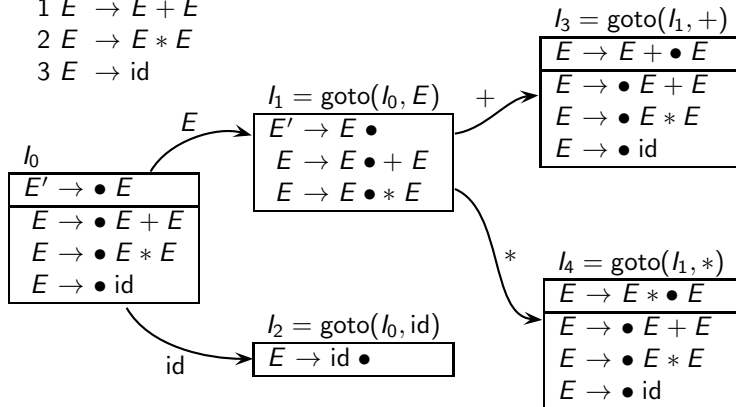 1 E → E + E
2 E → E * E
3 E → id
I0
E' → • E
E → • E + E
E → • E * E
E → • id
E
I1 = goto(I0, E)
E' → E •
E → E • + E
E → E • * E
id
I2 = goto(I0, id)
E → id •
+
I3 = goto(I1, +)
E → E + • E
E → • E + E
E → • E * E
E → • id
*
I4 = goto(I1, *)
E → E * • E
E → • E + E
E → • E * E
E → • id